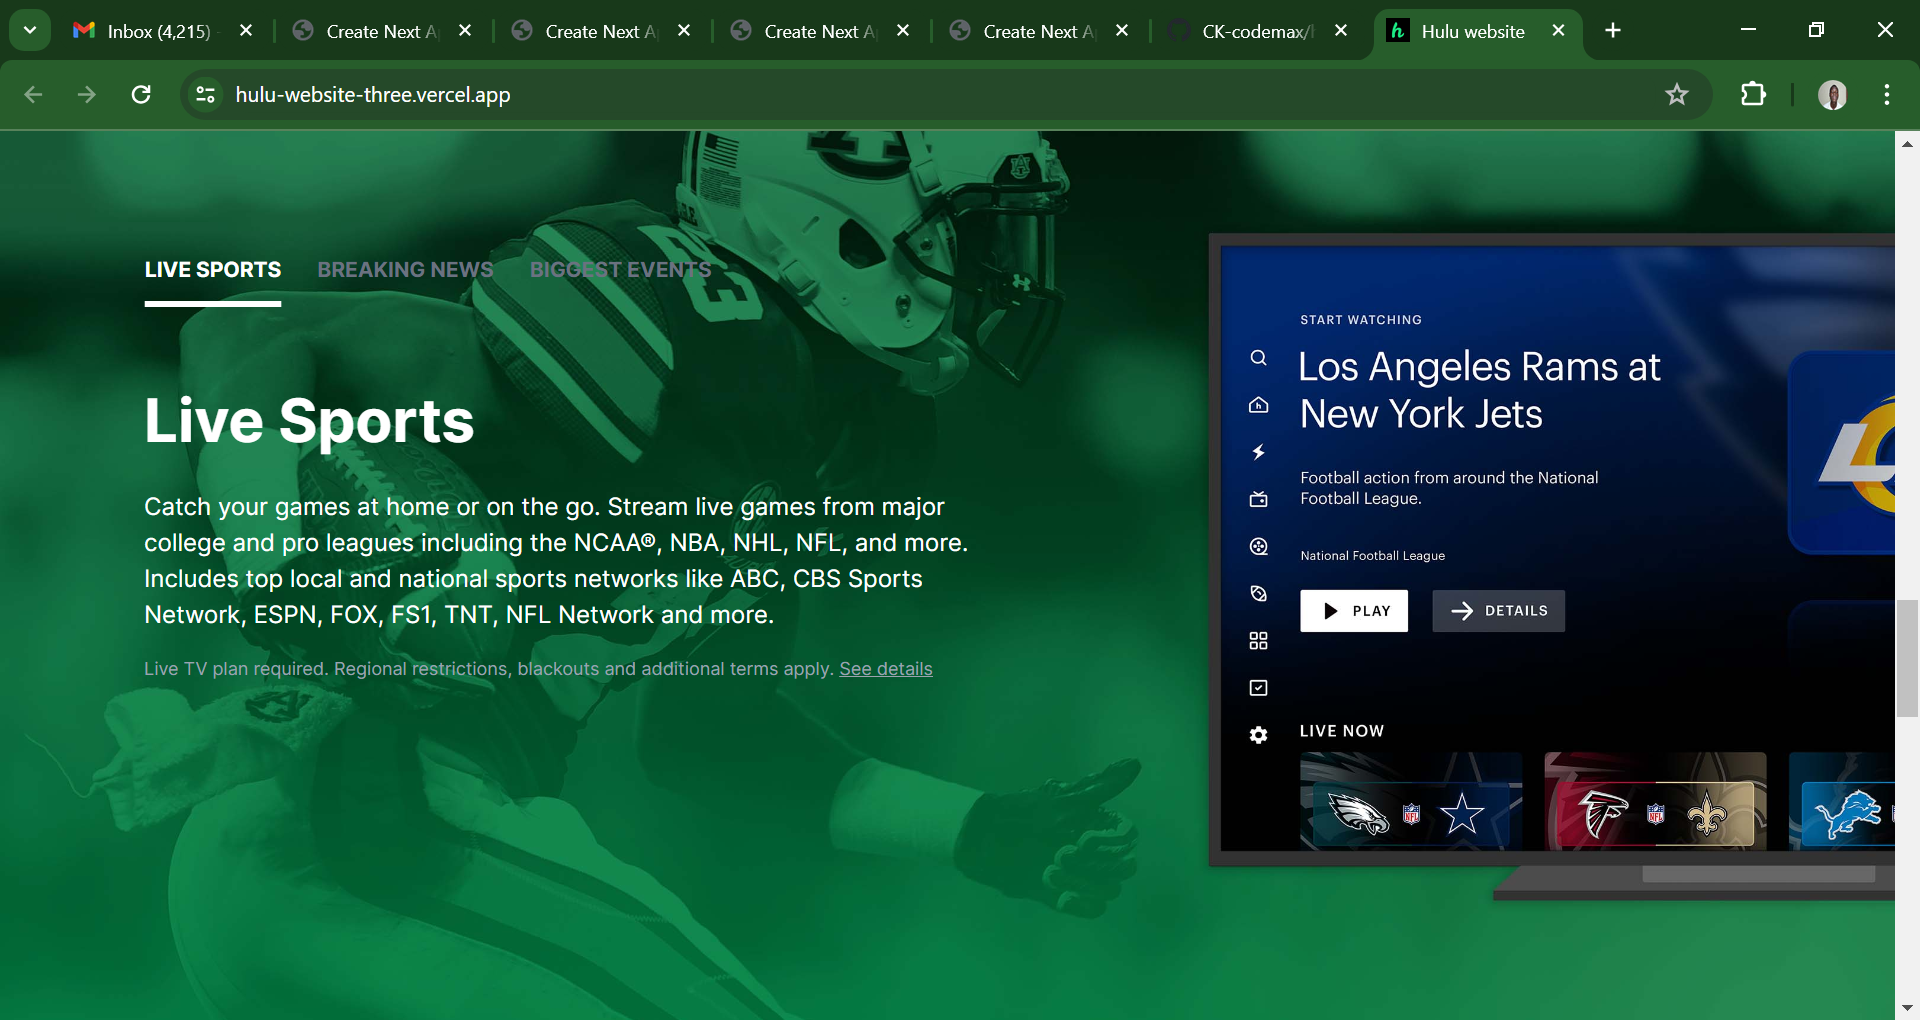 Inbox (4,215)
Create Next A
Create Next A
Create Next A
Create Next A
CK-codemax/
Hulu website
hulu-website-three.vercel.app
LIVE SPORTS
BREAKING NEWS
BIGGEST EVENTS
Live Sports
Catch your games at home or on the go. Stream live games from major
college and pro leagues including the NCAA®, NBA, NHL, NFL, and more.
Includes top local and national sports networks like ABC, CBS Sports
Network, ESPN, FOX, FS1, TNT, NFL Network and more.
Live TV plan required. Regional restrictions, blackouts and additional terms apply. See details
START WATCHING
Los Angeles Rams at
New York Jets
Football action from around the National
Football League.
National Football League
PLAY
DETAILS
LIVE NOW
NFL
NFL